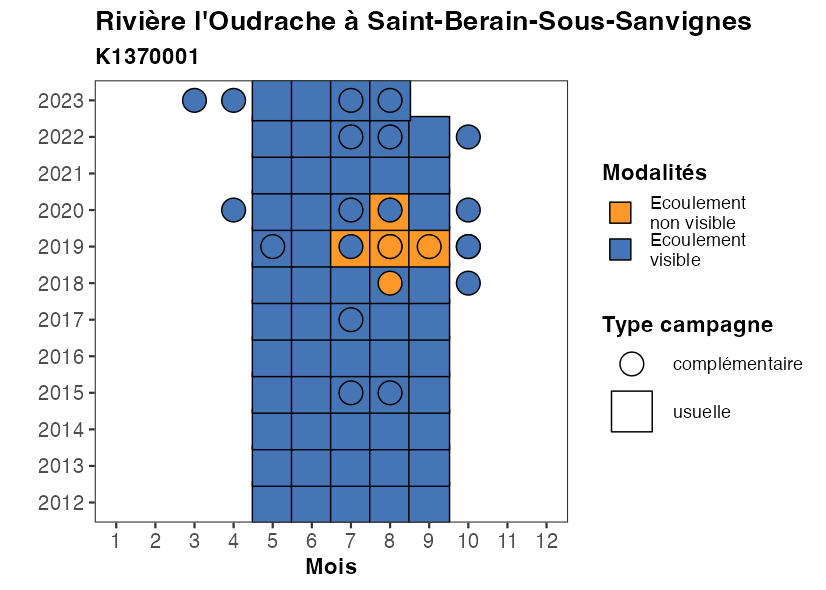 Rivière l'Oudrache à Saint-Berain-Sous-Sanvignes
K1370001
2023
2022
2021
2020
2019
2018
2017
2016
2015
2014
2013
2012
1 2 3 4 5 6 7 8 9 10 11 12
Mois
Modalités
Ecoulement
non visible
Ecoulement
visible
Type campagne
complémentaire
usuelle